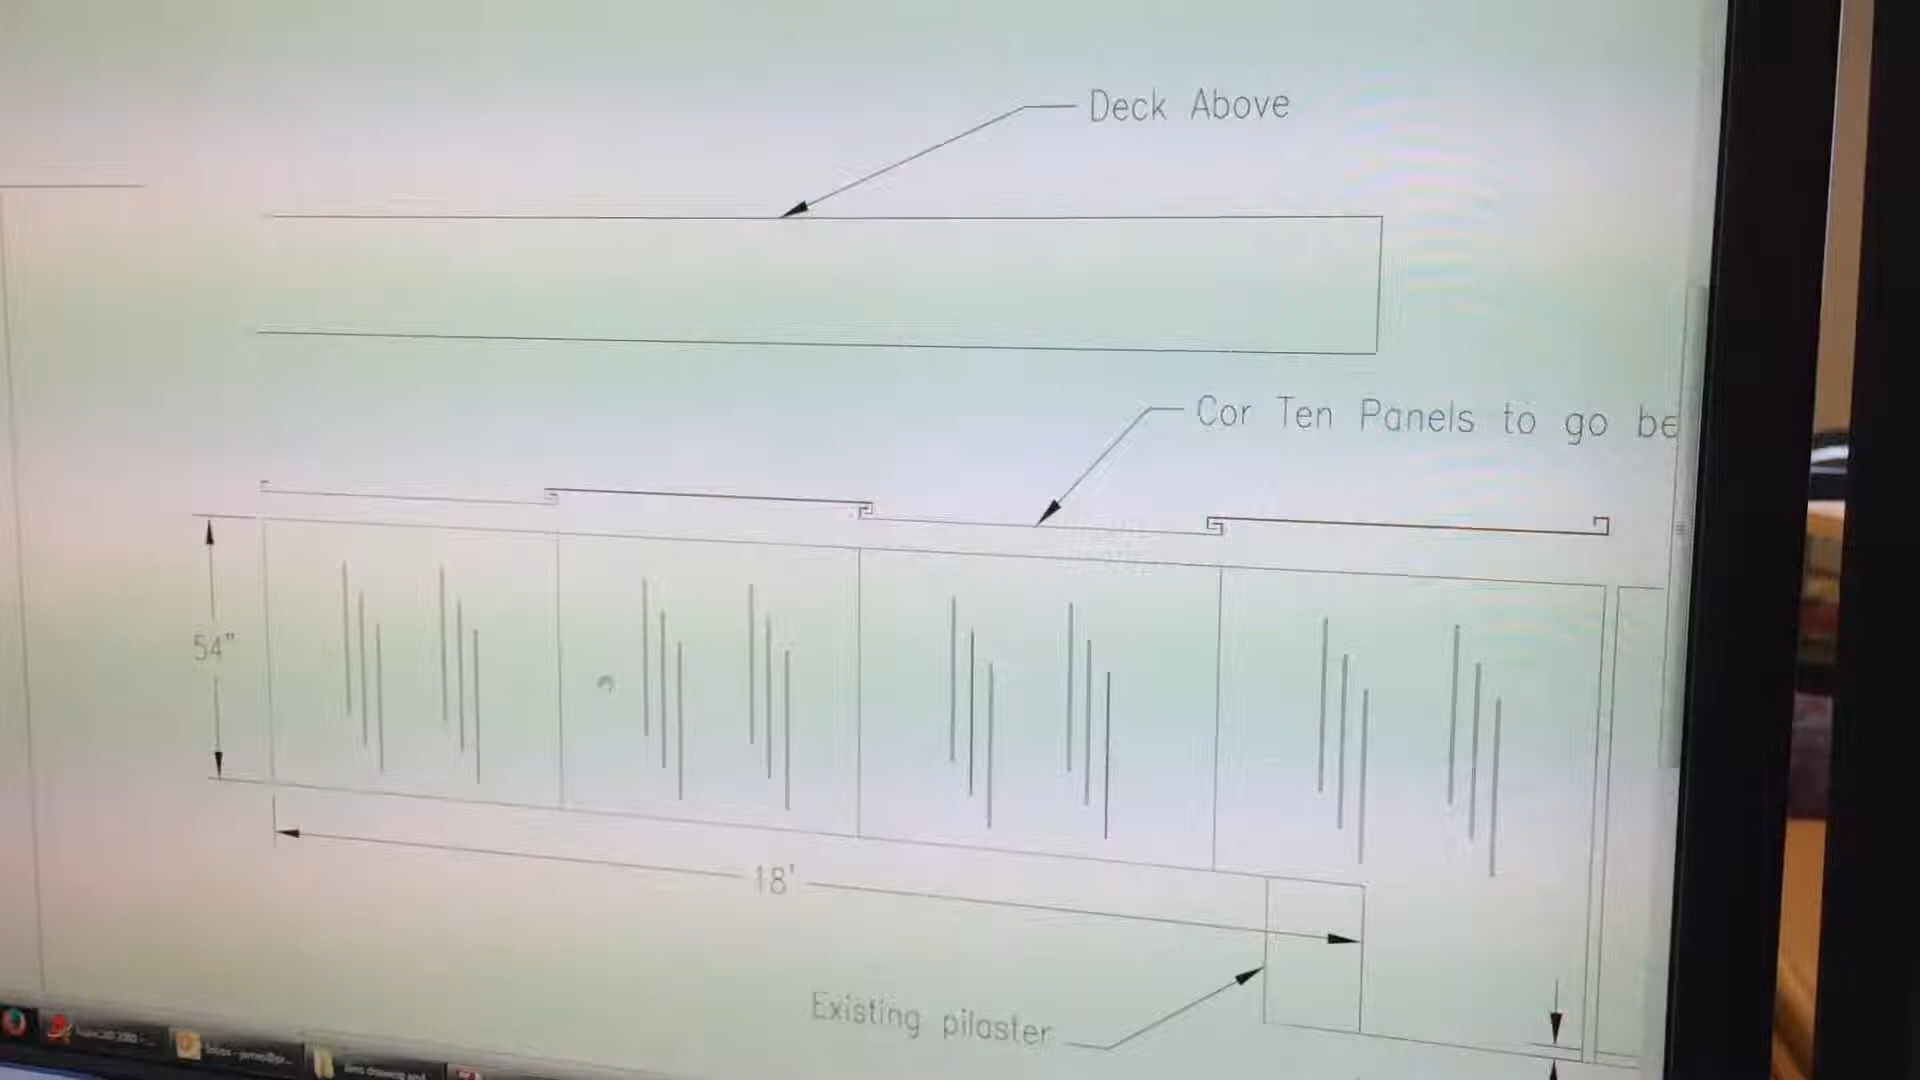 Deck Above
Cor Ten Panels to go be
54"
18'
Existing pilaster